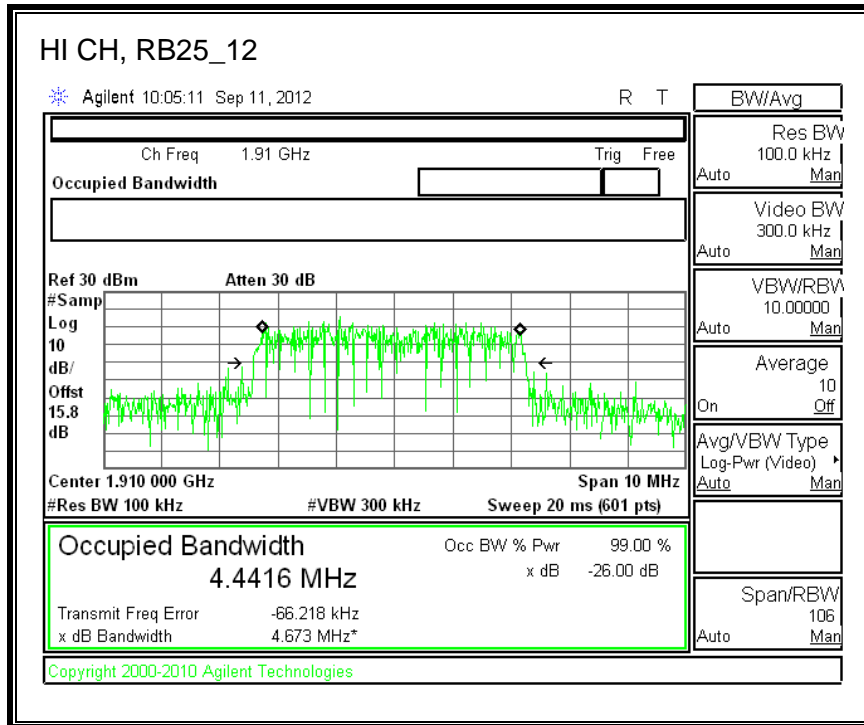 HI CH, RB25_12
Agilent 10:05:11 Sep 11, 2012 R T
Ch Freq 1.91 GHz Trig Free
Occupied Bandwidth
Ref 30 dBm Atten 30 dB
#Samp
Log
10
dB/
Offst
15.8
dB
Center 1.910 000 GHz Span 10 MHz
#Res BW 100 kHz #VBW 300 kHz Sweep 20 ms (601 pts)
Occupied Bandwidth Occ BW % Pwr 99.00 %
4.4416 MHz x dB -26.00 dB
Transmit Freq Error -66.218 kHz
x dB Bandwidth 4.673 MHz*
Copyright 2000-2010 Agilent Technologies
BW/Avg
Res BW
100.0 kHz
Auto Man
Video BW
300.0 kHz
Auto Man
VBW/RBW
10.00000
Auto Man
Average
10
On Off
Avg/VBW Type
Log-Pwr (Video)
Auto Man
Span/RBW
106
Auto Man